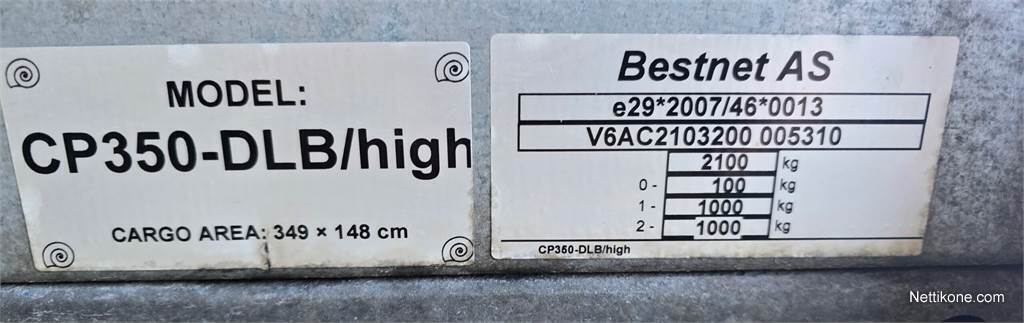 MODEL:
CP350-DLB/high
CARGO AREA: 349 × 148 cm
Bestnet AS
e29*2007/46*0013
V6AC2103200 005310
2100 kg
0 - 100 kg
1 - 1000 kg
2 - 1000 kg
CP350-DLB/high
Nettikone.com